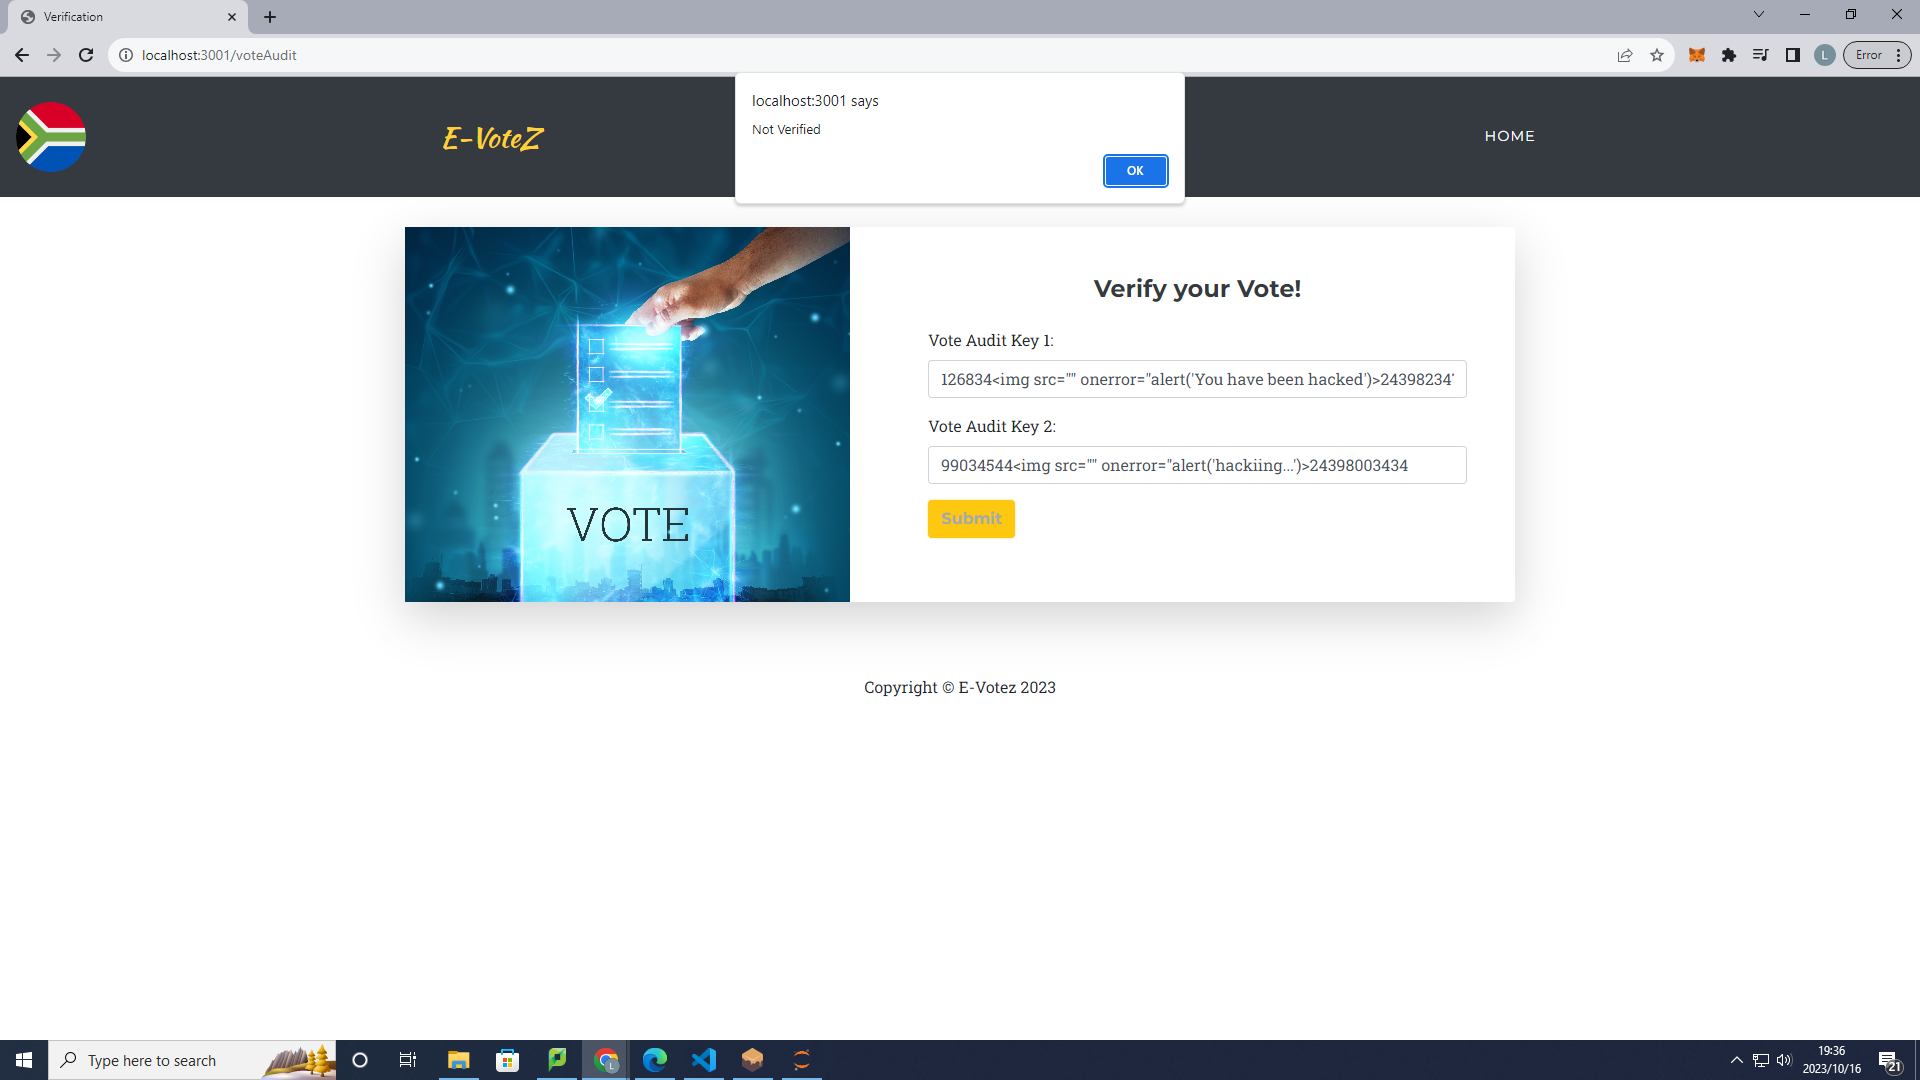 Verification
localhost:3001/voteAudit
L
Error
localhost:3001 says
Not Verified
OK
E-VoteZ
HOME
VOTE
Verify your Vote!
Vote Audit Key 1:
126834<img src="" onerror="alert('You have been hacked')>24398234'
Vote Audit Key 2:
99034544<img src="" onerror="alert('hackiing...')>24398003434
Submit
Copyright © E-Votez 2023
Type here to search
L
19:36
2023/10/16
21